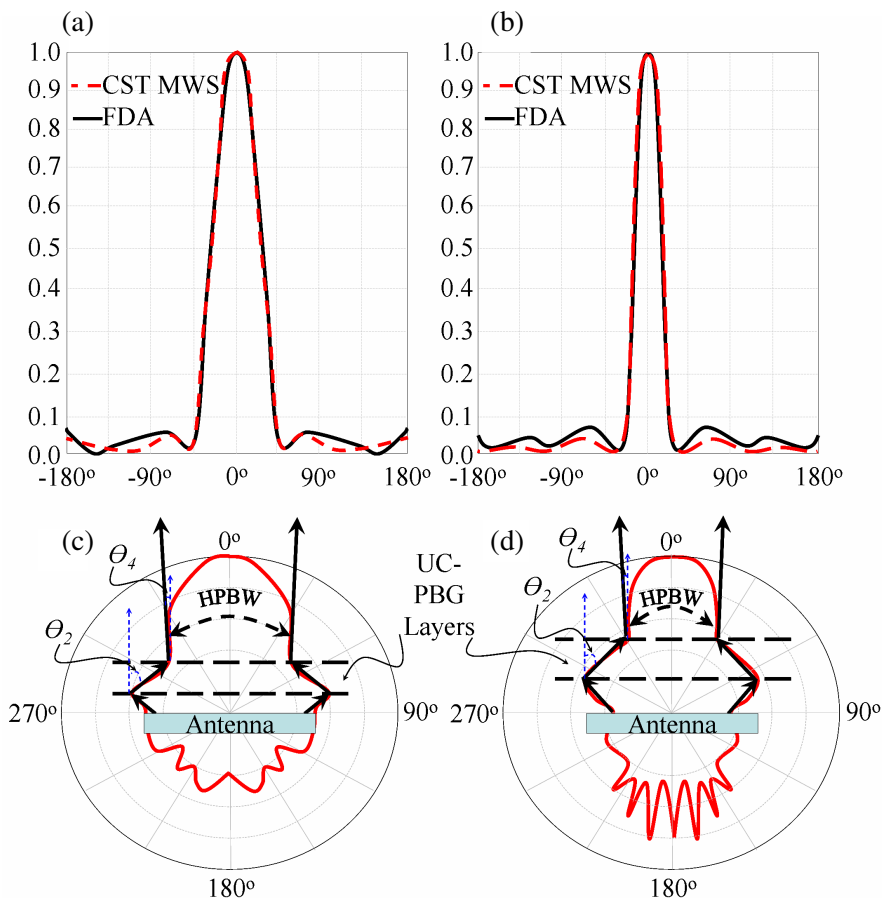 (a)
1.0
0.9
0.8
0.7
0.6
0.5
0.4
0.3
0.2
0.1
0.0
CST MWS
FDA
-180º
-90º
0º
90º
180º
(b)
1.0
0.9
0.8
0.7
0.6
0.5
0.4
0.3
0.2
0.1
0.0
CST MWS
FDA
-180º
-90º
0º
90º
180º
(c)
0º
ϴ4
ϴ2
HPBW
Antenna
270º
90º
180º
UC-
PBG
Layers
(d)
0º
ϴ4
ϴ2
HPBW
Antenna
270º
90º
180º